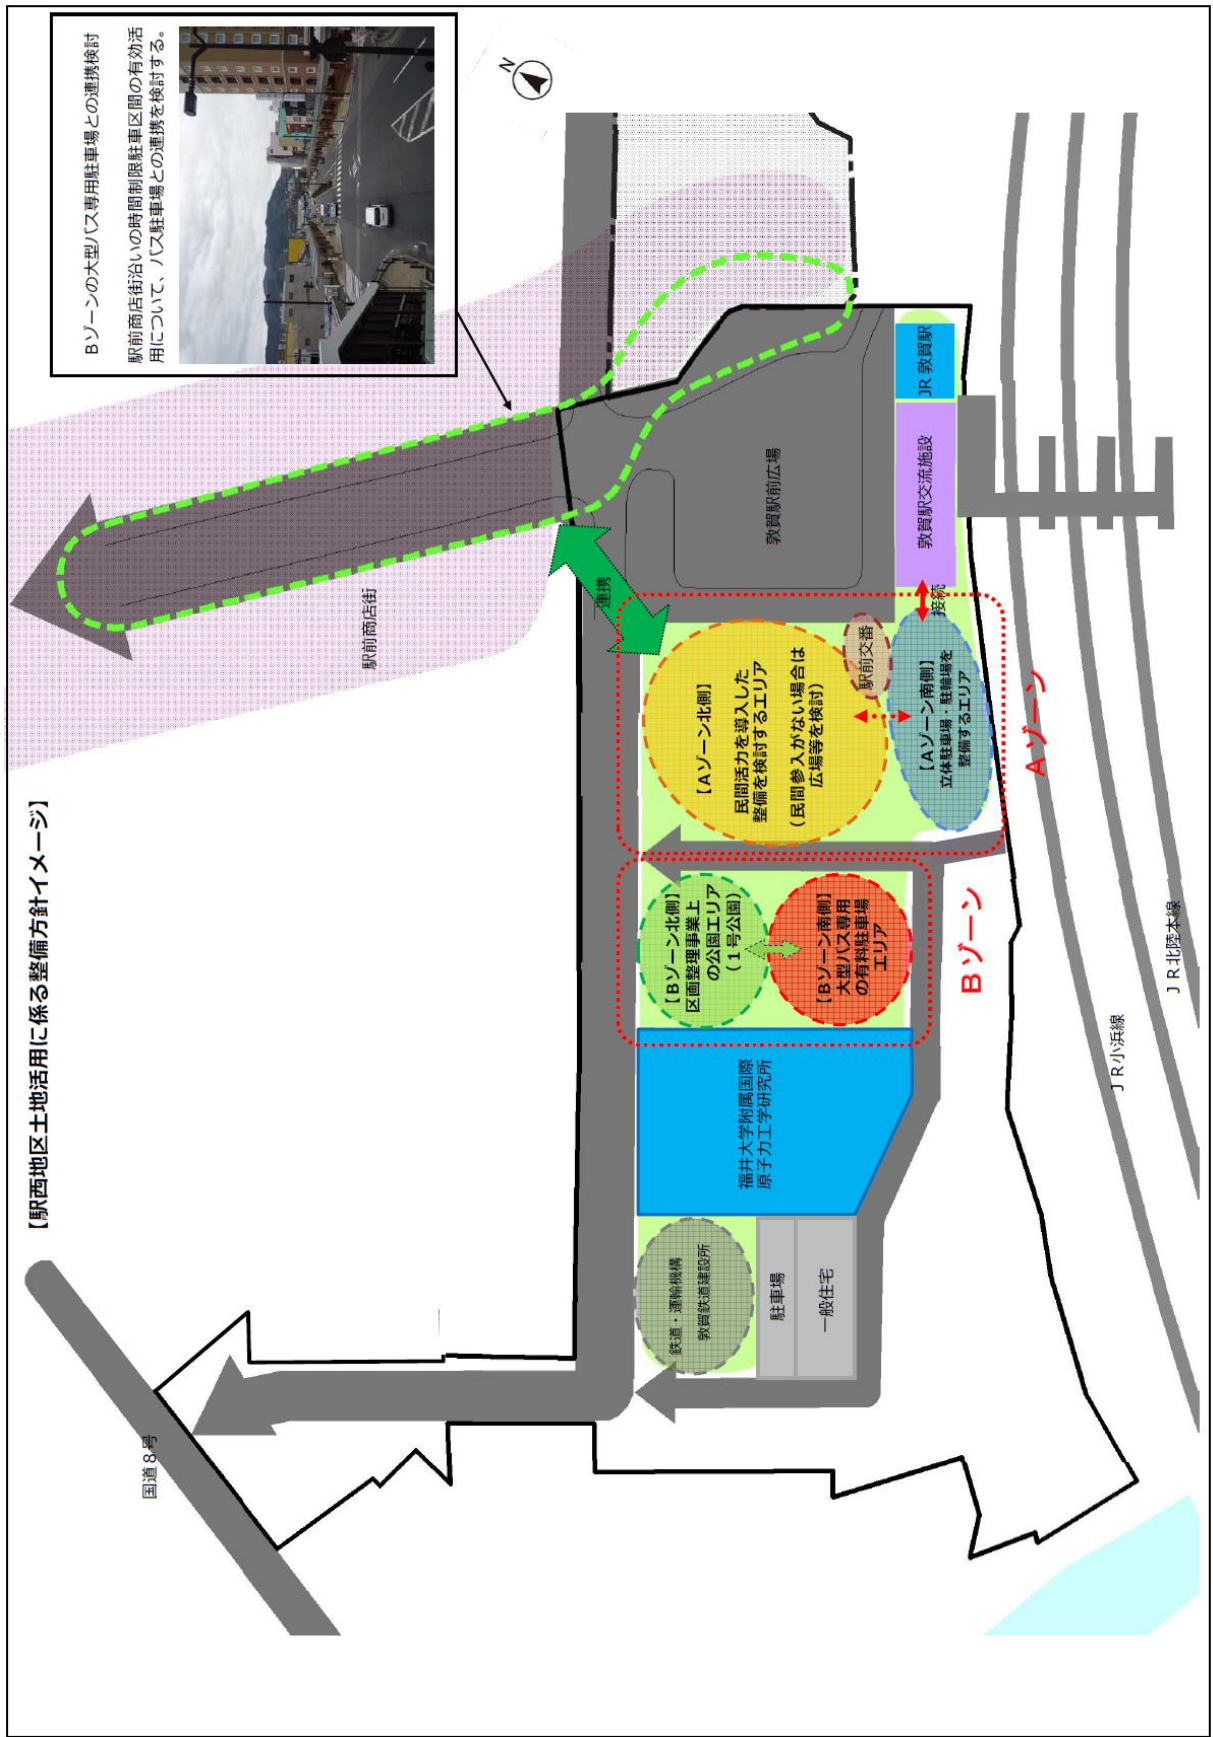 【駅西地区土地活用に係る整備方針イメージ】
Bゾーンの大型バス専用駐車場との連携検討
駅前商店街沿いの時間制限駐車区間の有効活
用について、バス駐車場との連携を検討する。
N
国道８号
駅前商店街
連携
鉄道・運輸機構
敦賀鉄道建設所
駐車場
一般住宅
福井大学附属国際
原子力工学研究所
【Bゾーン北側】
区画整理事業上
の公園エリア
（１号公園）
【Bゾーン南側】
大型バス専用
の有料駐車場
エリア
Bゾーン
【Aゾーン北側】
民間活力を導入した
整備を検討するエリア
（民間参入がない場合は
広場等を検討）
駅前交番
【Aゾーン南側】
立体駐車場・駐輪場を
整備するエリア
Aゾーン
接続
敦賀駅前広場
敦賀駅交流施設
JR 敦賀駅
ＪＲ小浜線
ＪＲ北陸本線